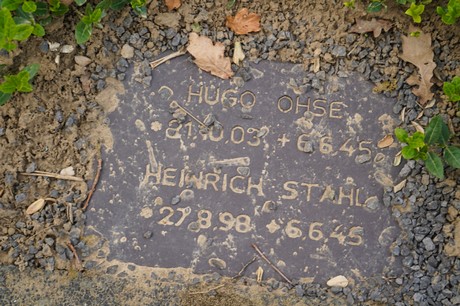 HUGO OHSE
* 21.10.03 + 6.6.45
HEINRICH STAHL
* 27.8.98 + 6.6.45